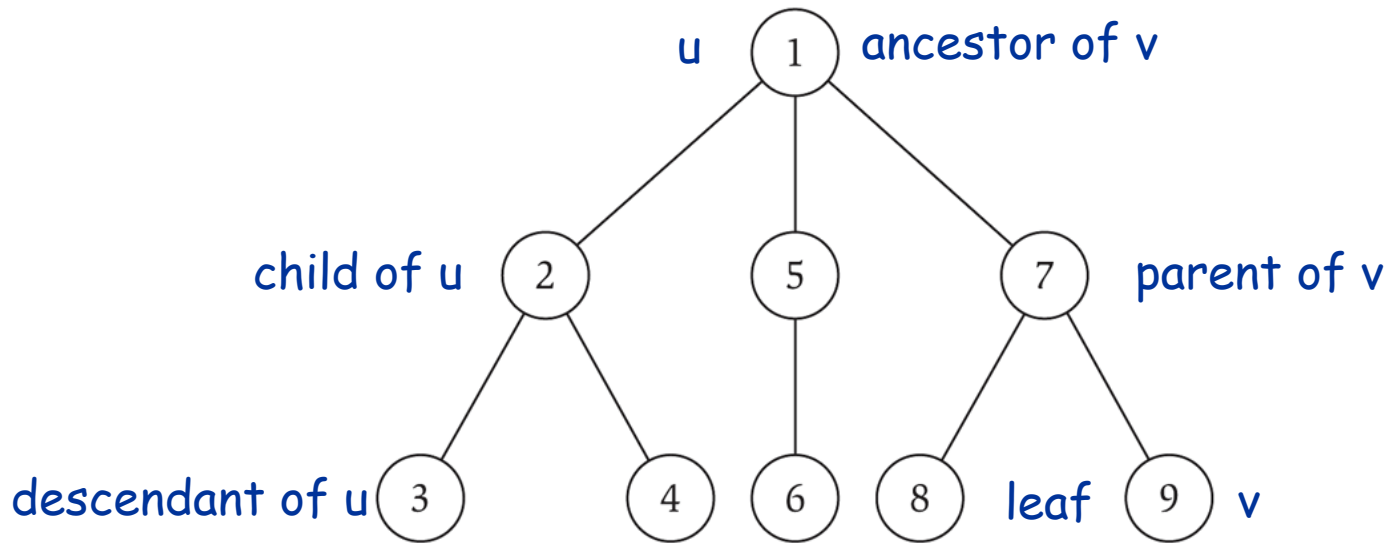 u 1 ancestor of v
child of u 2 5 7 parent of v
descendant of u 3 4 6 8 leaf 9 v